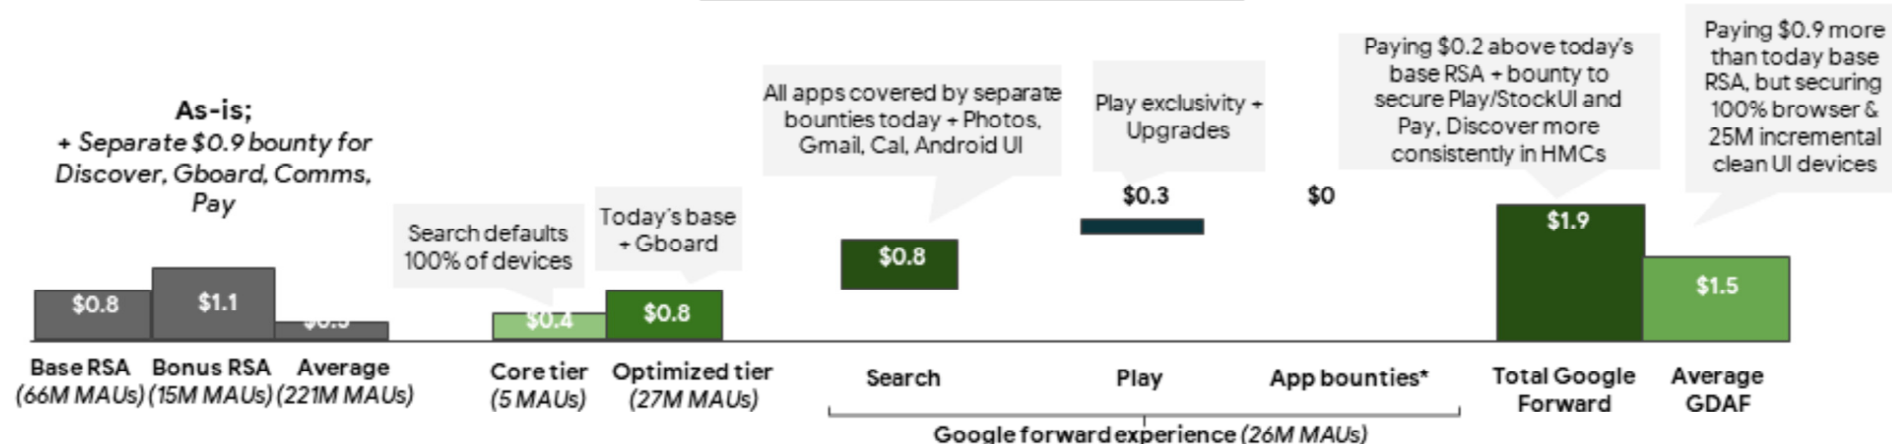 As-is;
+ Separate $0.9 bounty for
Discover, Gboard, Comms,
Pay
Search defaults
100% of devices
Today's base
+ Gboard
All apps covered by separate
bounties today + Photos,
Gmail, Cal, Android UI
Play exclusivity +
Upgrades
Paying $0.2 above today's
base RSA + bounty to
secure Play/StockUI and
Pay, Discover more
consistently in HMCs
Paying $0.9 more
than today base
RSA, but securing
100% browser &
25M incremental
clean UI devices
$0.8
$1.1
$0.4
$0.8
$0.8
$0.3
$0
$1.9
$1.5
Base RSA
(66M MAUs)
Bonus RSA
(15M MAUs)
Average
(221M MAUs)
Core tier
(5 MAUs)
Optimized tier
(27M MAUs)
Search
Play
App bounties*
Google forward experience (26M MAUs)
Total Google
Forward
Average
GDAF